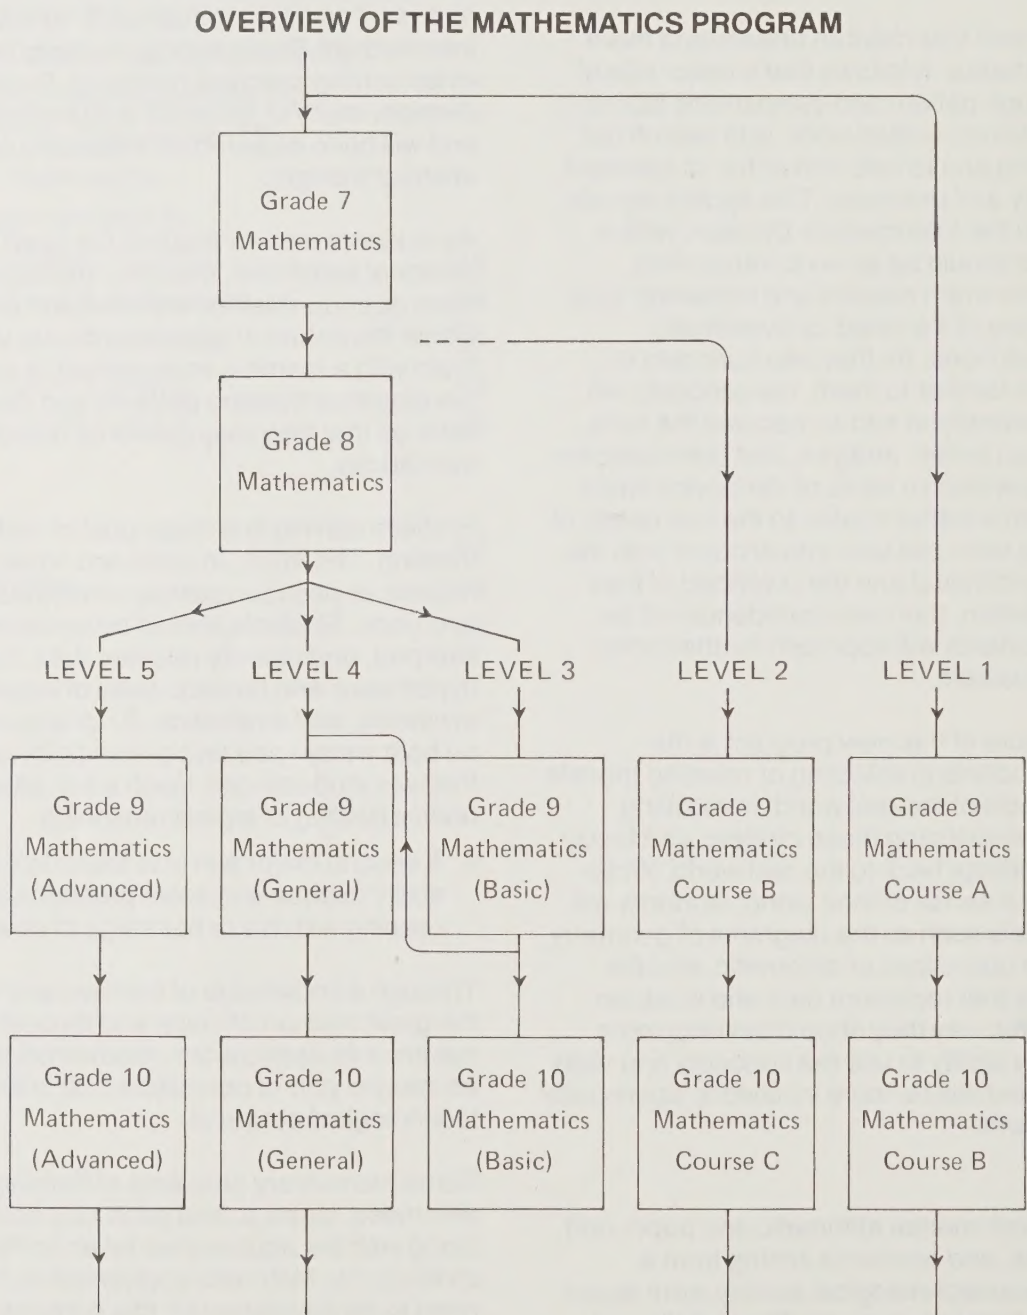 OVERVIEW OF THE MATHEMATICS PROGRAM
Grade 7
Mathematics
Grade 8
Mathematics
LEVEL 5
LEVEL 4
LEVEL 3
LEVEL 2
LEVEL 1
Grade 9
Mathematics
(Advanced)
Grade 9
Mathematics
(General)
Grade 9
Mathematics
(Basic)
Grade 9
Mathematics
Course B
Grade 9
Mathematics
Course A
Grade 10
Mathematics
(Advanced)
Grade 10
Mathematics
(General)
Grade 10
Mathematics
(Basic)
Grade 10
Mathematics
Course C
Grade 10
Mathematics
Course B